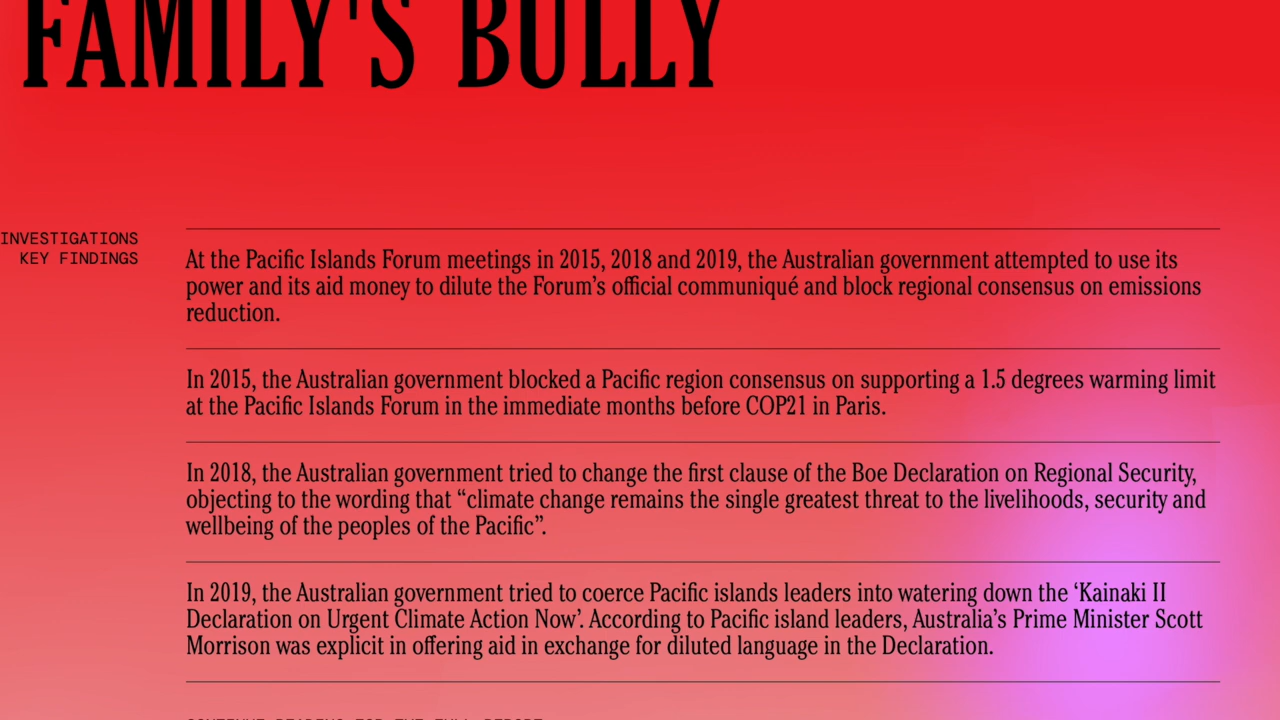 FAMILY'S BULLY
INVESTIGATIONS
KEY FINDINGS
At the Pacific Islands Forum meetings in 2015, 2018 and 2019, the Australian government attempted to use its
power and its aid money to dilute the Forum’s official communiqué and block regional consensus on emissions
reduction.
In 2015, the Australian government blocked a Pacific region consensus on supporting a 1.5 degrees warming limit
at the Pacific Islands Forum in the immediate months before COP21 in Paris.
In 2018, the Australian government tried to change the first clause of the Boe Declaration on Regional Security,
objecting to the wording that “climate change remains the single greatest threat to the livelihoods, security and
wellbeing of the peoples of the Pacific”.
In 2019, the Australian government tried to coerce Pacific islands leaders into watering down the ‘Kainaki II
Declaration on Urgent Climate Action Now’. According to Pacific island leaders, Australia’s Prime Minister Scott
Morrison was explicit in offering aid in exchange for diluted language in the Declaration.